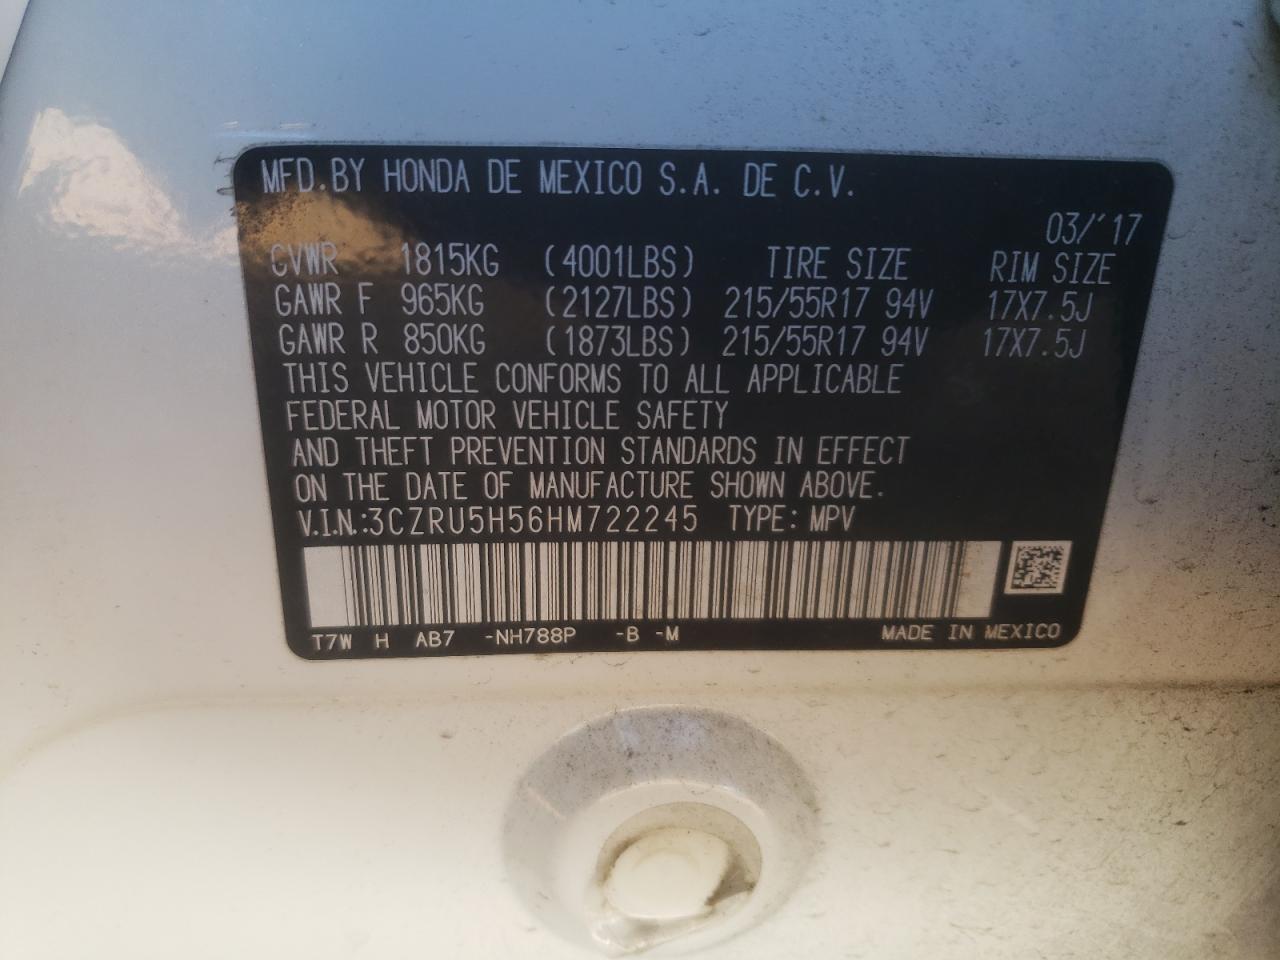 MFD.BY HONDA DE MEXICO S.A. DE C.V.
03/'17
GVWR 1815KG (4001LBS) TIRE SIZE RIM SIZE
GAWR F 965KG (2127LBS) 215/55R17 94V 17X7.5J
GAWR R 850KG (1873LBS) 215/55R17 94V 17X7.5J
THIS VEHICLE CONFORMS TO ALL APPLICABLE
FEDERAL MOTOR VEHICLE SAFETY
AND THEFT PREVENTION STANDARDS IN EFFECT
ON THE DATE OF MANUFACTURE SHOWN ABOVE.
V.I.N.:3CZRU5H56HM722245 TYPE: MPV
T7W H AB7 -NH788P -B -M MADE IN MEXICO